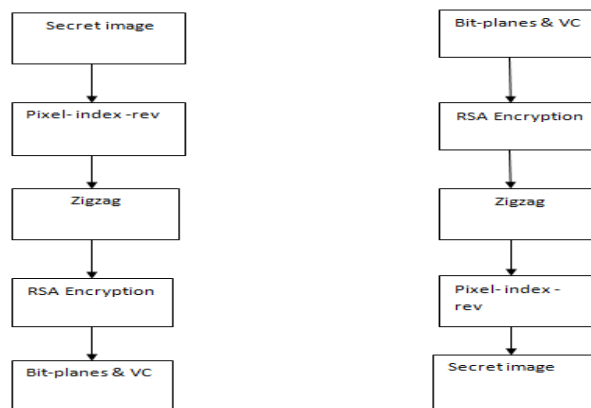 Secret image
Pixel- index -rev
Zigzag
RSA Encryption
Bit-planes & VC
Bit-planes & VC
RSA Encryption
Zigzag
Pixel- index -
rev
Secret image